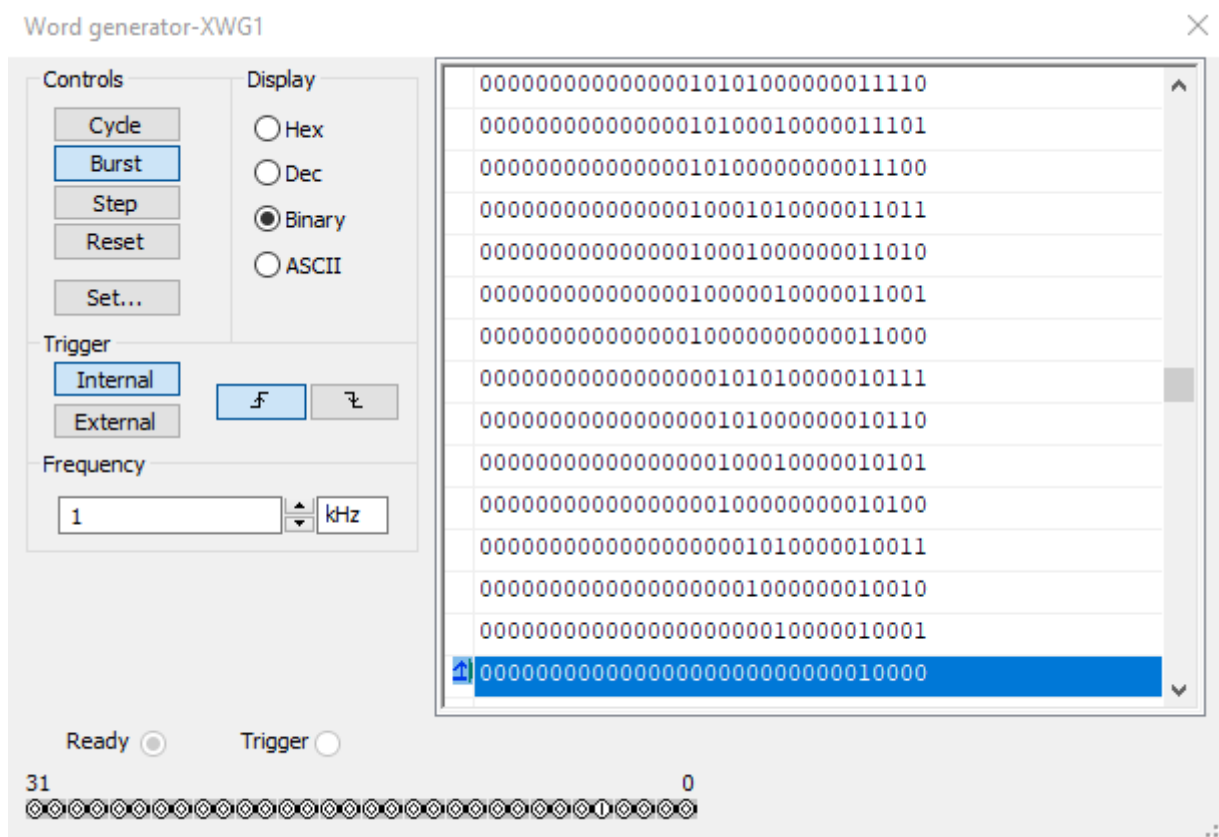 Word generator-XWG1
Controls
Cycle
Burst
Step
Reset
Set...
Display
Hex
Dec
Binary
ASCII
Trigger
Internal
External
Frequency
1 kHz
00000000000000010101000000011110
00000000000000010100010000011101
00000000000000010100000000011100
00000000000000010001010000011011
00000000000000010001000000011010
00000000000000010000010000011001
00000000000000010000000000011000
00000000000000000101010000010111
00000000000000000101000000010110
00000000000000000100010000010101
00000000000000000100000000010100
00000000000000000001010000010011
00000000000000000001000000010010
00000000000000000000010000010001
00000000000000000000000000010000
Ready Trigger
31 0